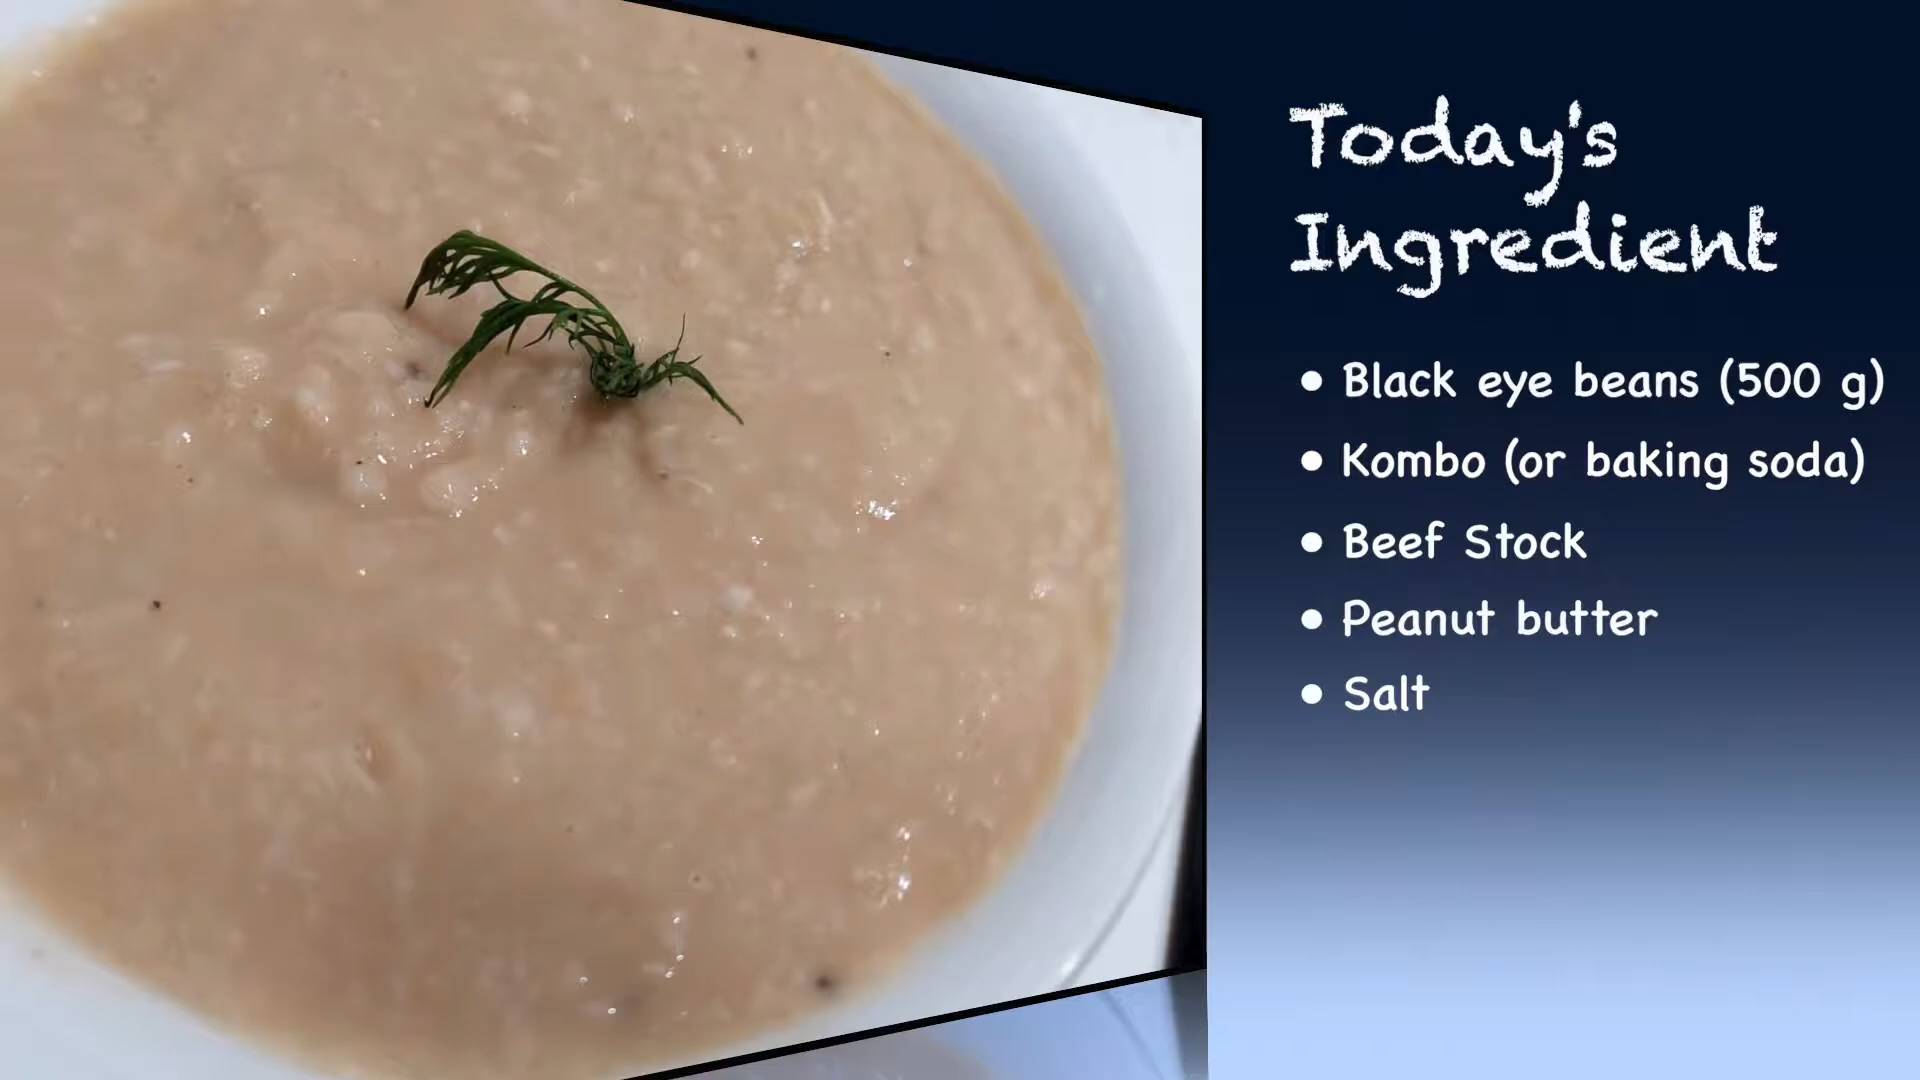 Today's
Ingredient
• Black eye beans (500 g)
• Kombo (or baking soda)
• Beef Stock
• Peanut butter
• Salt